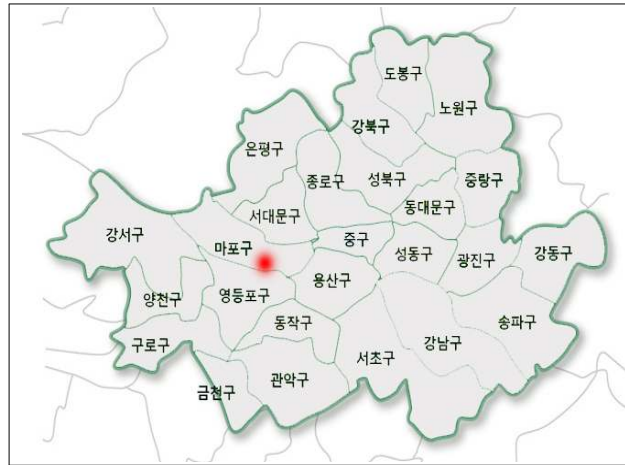 도봉구
노원구
강북구
은평구
종로구
성북구
중랑구
서대문구
동대문구
강서구
마포구
중구
성동구
광진구
강동구
양천구
영등포구
용산구
동작구
송파구
구로구
서초구
강남구
금천구
관악구